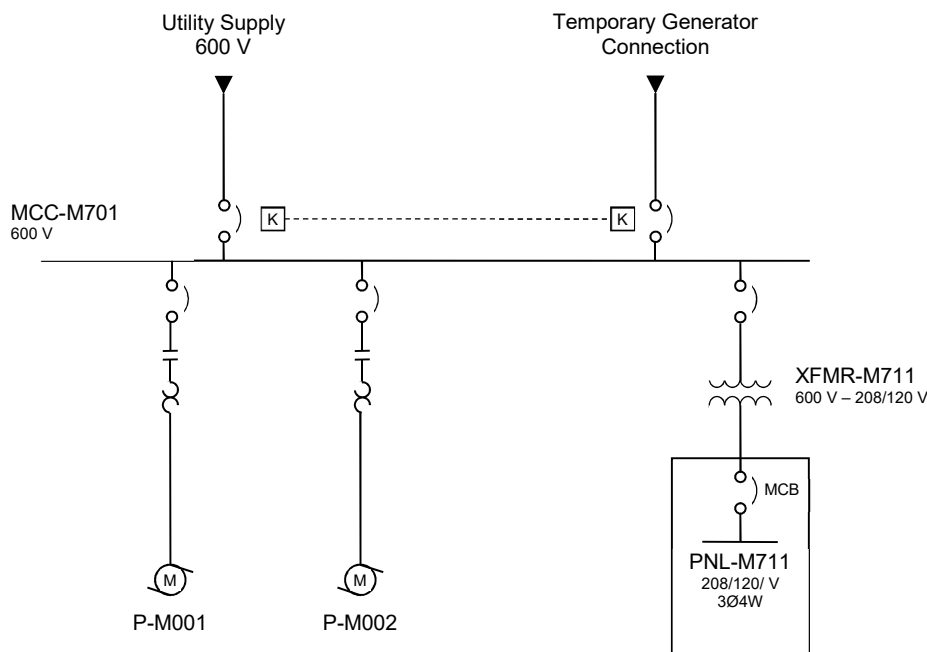 Utility Supply
600 V
Temporary Generator
Connection
MCC-M701
600 V
K
K
XFMR-M711
600 V – 208/120 V
MCB
PNL-M711
208/120/ V
3Ø4W
M
M
P-M001
P-M002